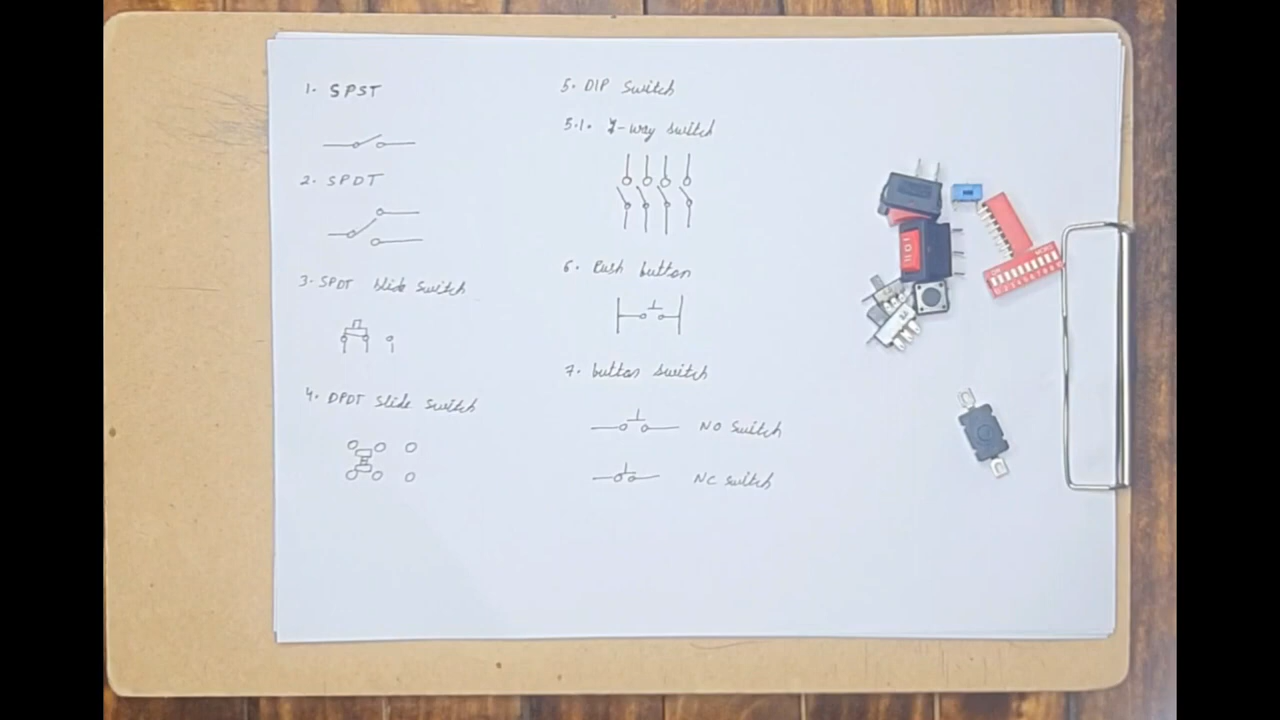 1. SPST
2. SPDT
3. SPDT Slide Switch
4. DPDT Slide Switch
5. DIP Switch
5.1. -way switch
6. Push button
7. button switch
NO Switch
NC Switch